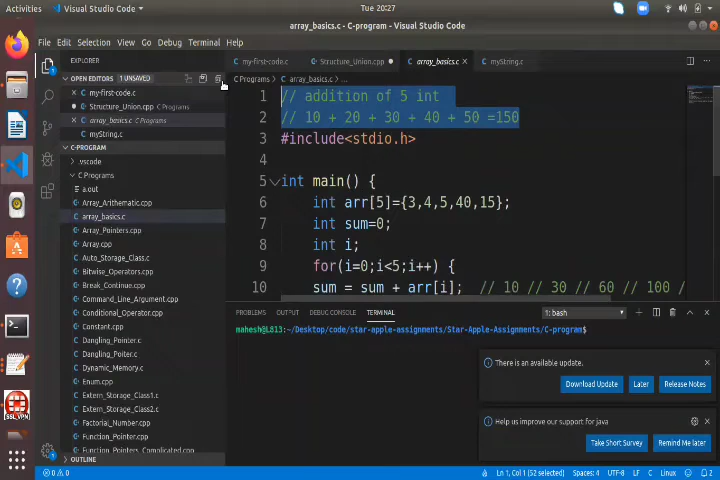 Activities
Visual Studio Code
Tue 20:27
array_basics.c - C-program - Visual Studio Code
File Edit Selection View Go Debug Terminal Help
EXPLORER
my-first-code.c
Structure_Union.cpp
array_basics.c
myString.c
OPEN EDITORS 1 UNSAVED
my-first-code.c
Structure_Union.cpp C Programs
array_basics.c C Programs
myString.c
C-PROGRAM
.vscode
C Programs
a.out
Array_Arithematic.cpp
array_basics.c
Array_Pointers.cpp
Array.cpp
Auto_Storage_Class.c
Bitwise_Operators.cpp
Break_Continue.cpp
Command_Line_Argument.cpp
Conditional_Operator.cpp
Constant.cpp
Dangling_Pointer.c
Dangling_Poiter.c
Dynamic_Memory.c
Enum.cpp
Extern_Storage_Class1.c
Extern_Storage_Class2.c
Factorial_Number.cpp
Function_Pointer.cpp
Function_Pointers_Complicated.cpp
OUTLINE
C Programs > array_basics.c > ...
1 // addition of 5 int
2 // 10 + 20 + 30 + 40 + 50 =150
3 #include<stdio.h>
4
5 int main() {
6 int arr[5]={3,4,5,40,15};
7 int sum=0;
8 int i;
9 for(i=0;i<5;i++) {
10 sum = sum + arr[i]; // 10 // 30 // 60 // 100 /
PROBLEMS OUTPUT DEBUG CONSOLE TERMINAL
1: bash
mahesh@L813:~/Desktop/code/star-apple-assignments/Star-Apple-Assignments/C-program$
There is an available update.
Download Update Later Release Notes
Help us improve our support for java
Take Short Survey Remind Me later
SSL_VPN
0 0
Ln 1, Col 1 (52 selected) Spaces: 4 UTF-8 LF C Linux 2